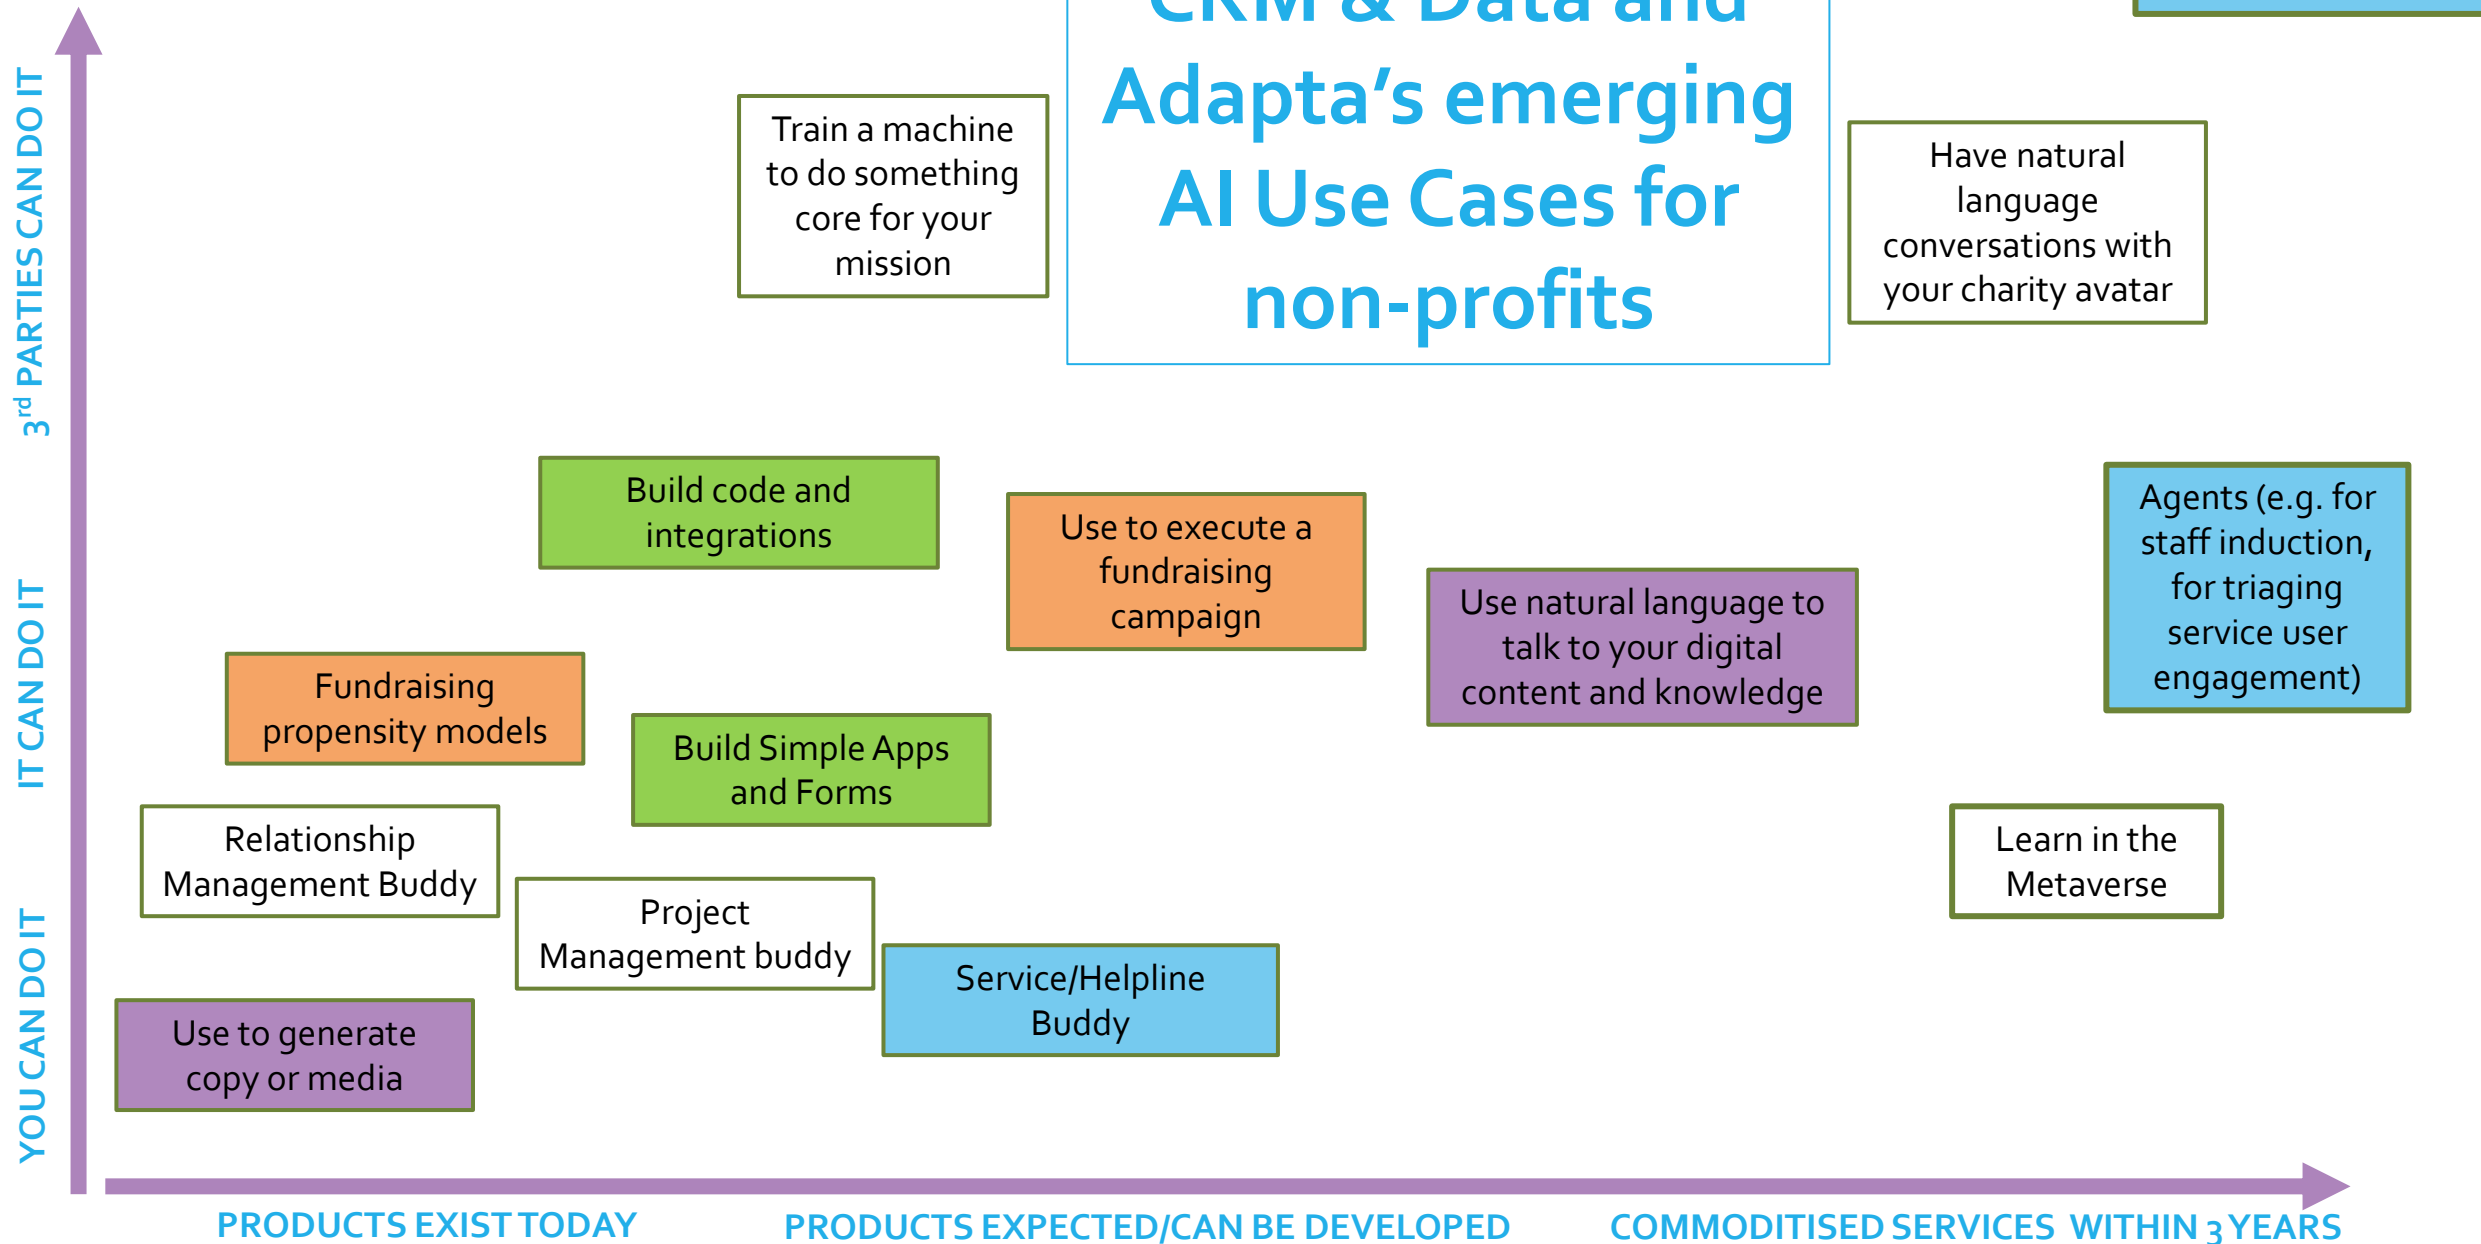 CRM & Data and
Adapta's emerging
AI Use Cases for
non-profits
3rd PARTIES CAN DO IT
IT CAN DO IT
YOU CAN DO IT
Train a machine
to do something
core for your
mission
Have natural
language
conversations with
your charity avatar
Build code and
integrations
Use to execute a
fundraising
campaign
Agents (e.g. for
staff induction,
for triaging
service user
engagement)
Use natural language to
talk to your digital
content and knowledge
Fundraising
propensity models
Build Simple Apps
and Forms
Relationship
Management Buddy
Learn in the
Metaverse
Project
Management buddy
Service/Helpline
Buddy
Use to generate
copy or media
PRODUCTS EXIST TODAY
PRODUCTS EXPECTED/CAN BE DEVELOPED
COMMODITISED SERVICES WITHIN 3 YEARS